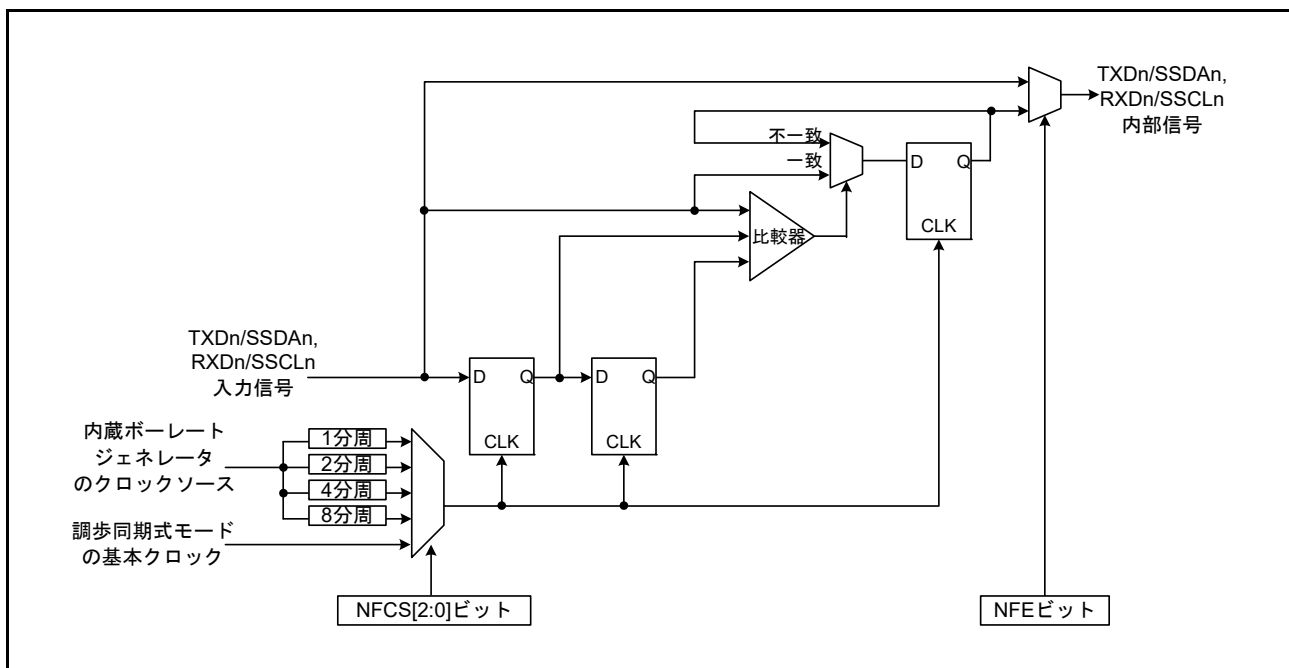 TXDn/SSDAn,
RXDn/SSCLn
内部信号
不一致
一致
D
Q
CLK
比較器
TXDn/SSDAn,
RXDn/SSCLn
入力信号
D
Q
CLK
D
Q
CLK
内蔵ボーレート
ジェネレータ
のクロックソース
1分周
2分周
4分周
8分周
調歩同期式モード
の基本クロック
NFCS[2:0]ビット
NFEビット